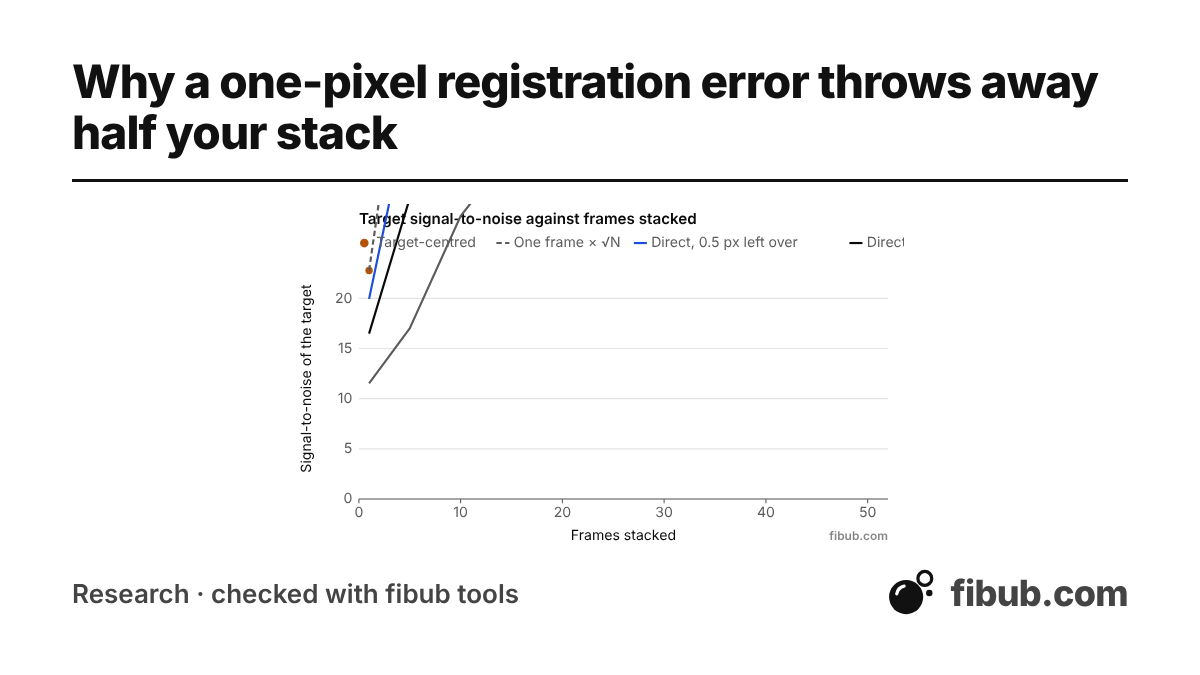 Why a one-pixel registration error throws away
half your stack
Target signal-to-noise against frames stacked
Target-centred
One frame × √N
Direct, 0.5 px left over
Direct
Signal-to-noise of the target
20
15
10
5
0
0 10 20 30 40 50
Frames stacked
fibub.com
Research · checked with fibub tools
fibub.com